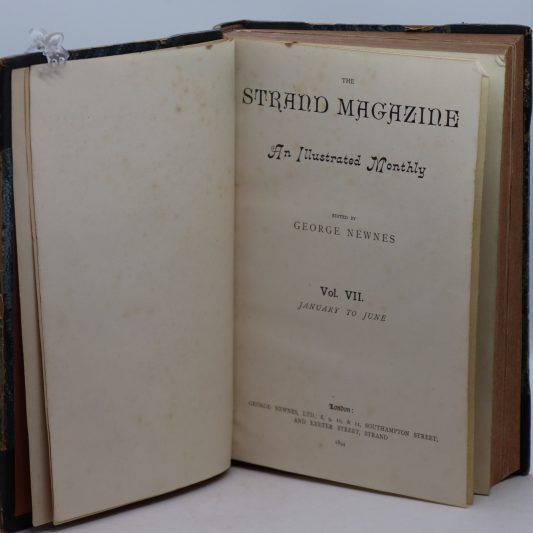 THE
STRAND MAGAZINE
An Illustrated Monthly
EDITED BY
GEORGE NEWNES
Vol. VII.
JANUARY TO JUNE
London:
GEORGE NEWNES, LTD., 8, 9, 10, & 11, SOUTHAMPTON STREET,
AND EXETER STREET, STRAND
1894